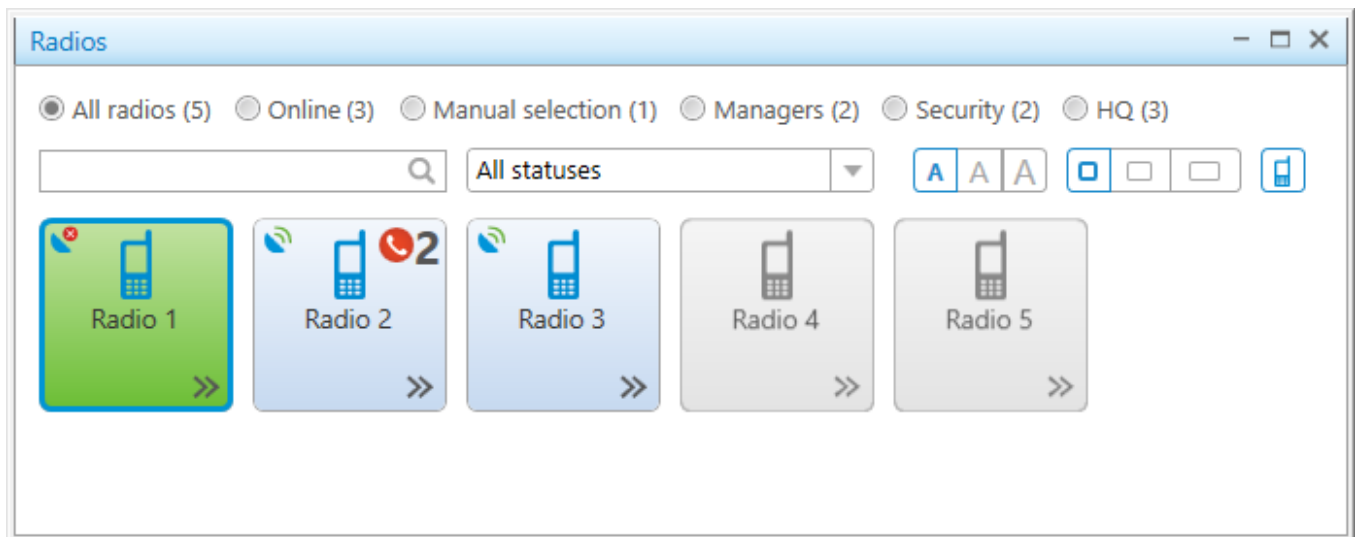 Radios
All radios (5) Online (3) Manual selection (1) Managers (2) Security (2) HQ (3)
All statuses A A A
2
Radio 1 Radio 2 Radio 3 Radio 4 Radio 5